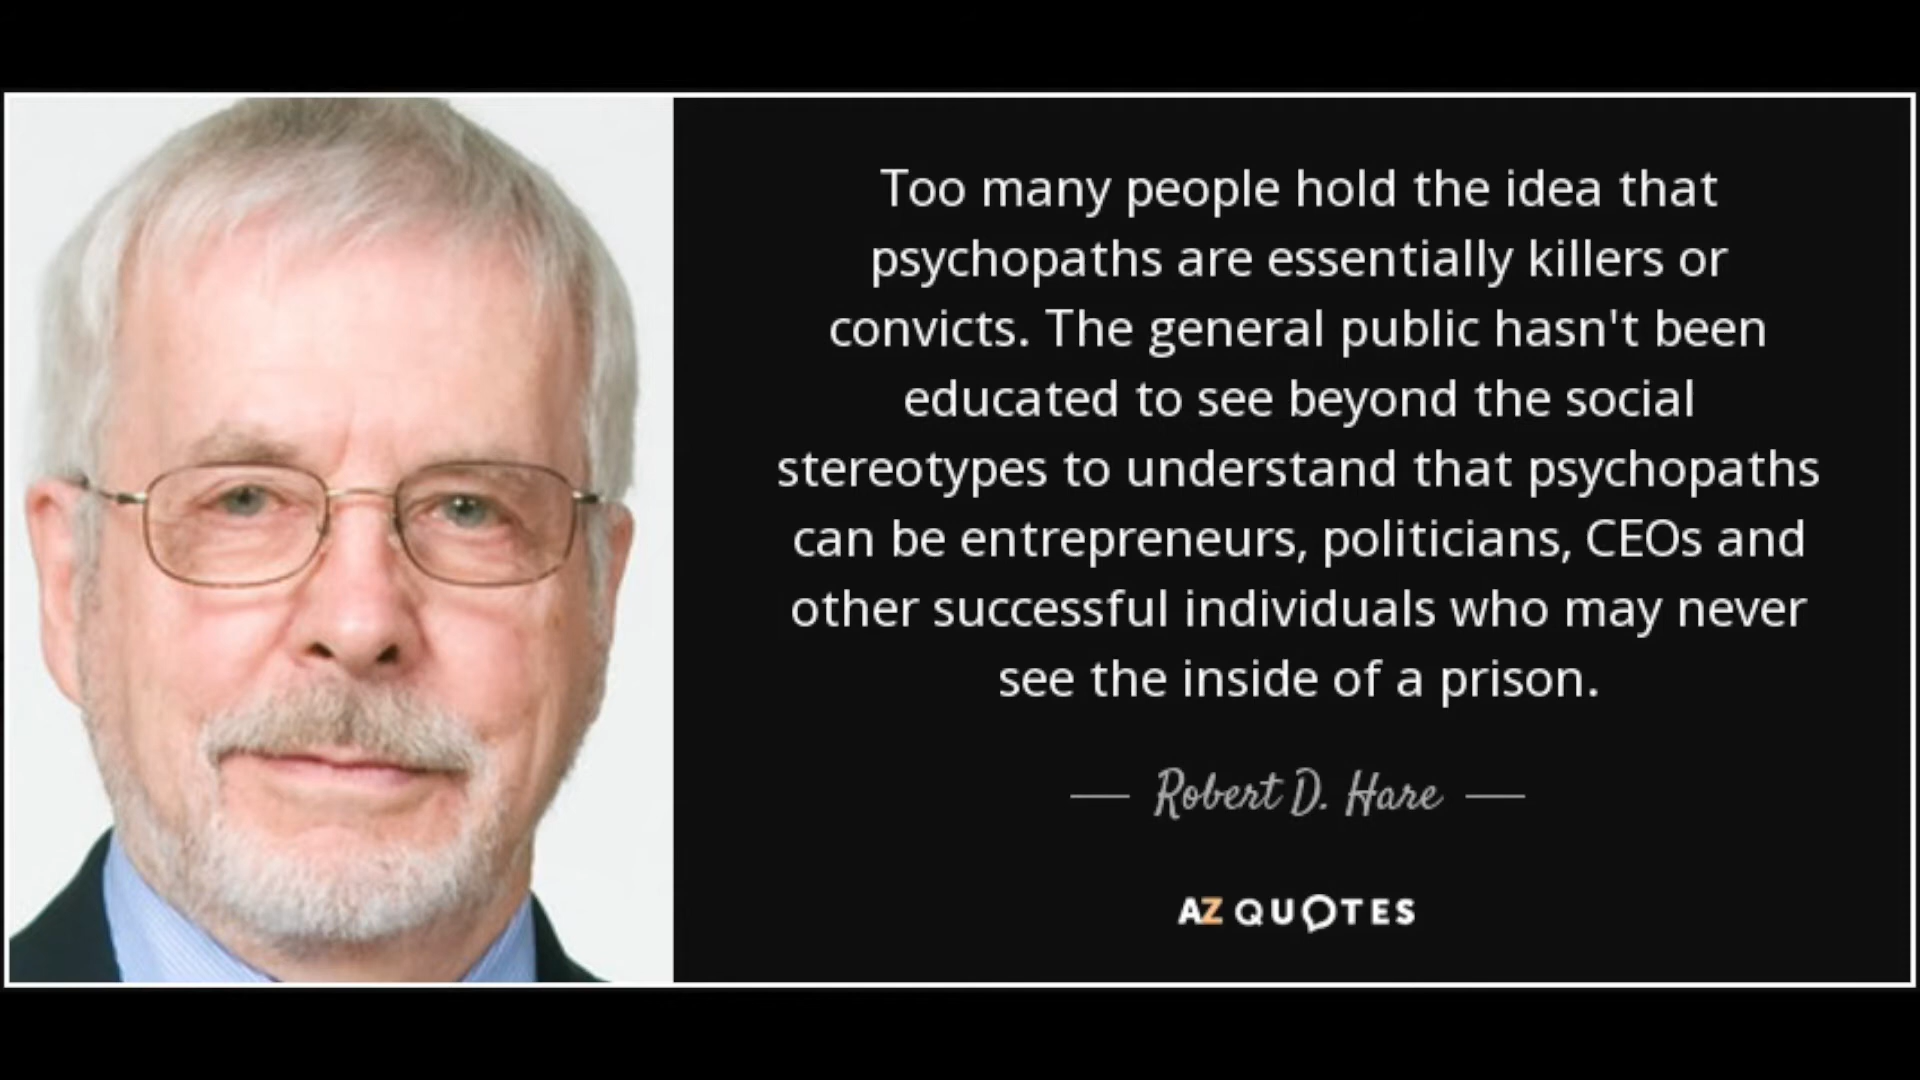 Too many people hold the idea that
psychopaths are essentially killers or
convicts. The general public hasn't been
educated to see beyond the social
stereotypes to understand that psychopaths
can be entrepreneurs, politicians, CEOs and
other successful individuals who may never
see the inside of a prison.
— Robert D. Hare —
AZ QUOTES